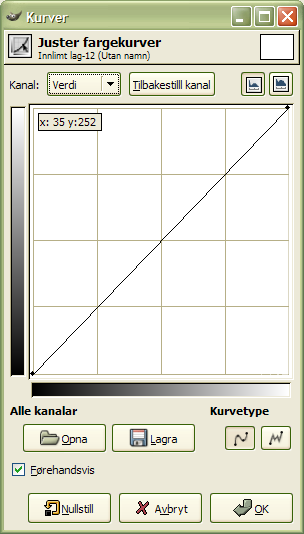 Kurver
Juster fargekurver
Innlimt lag-12 (Utan namn)
Kanal: Verdi Tilbakestilll kanal
x: 35 y:252
Alle kanalar Kurvetype
Opna Lagra
Førehandsvis
Nullstill Avbryt OK